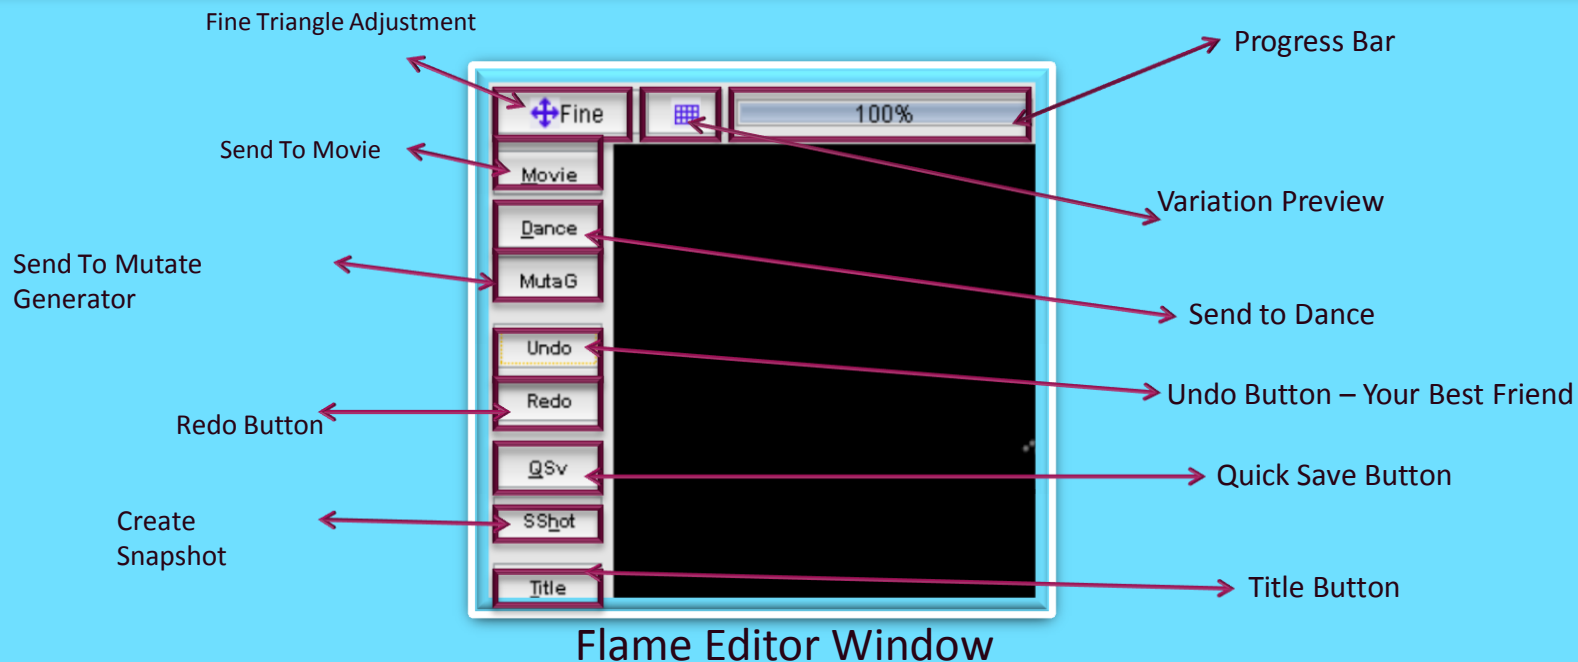 Fine Triangle Adjustment
Progress Bar
Fine
100%
Send To Movie
Movie
Variation Preview
Dance
Send To Mutate
Generator
MutaG
Send to Dance
Undo
Undo Button – Your Best Friend
Redo
Redo Button
QSv
Quick Save Button
SShot
Create
Snapshot
Title
Title Button
Flame Editor Window